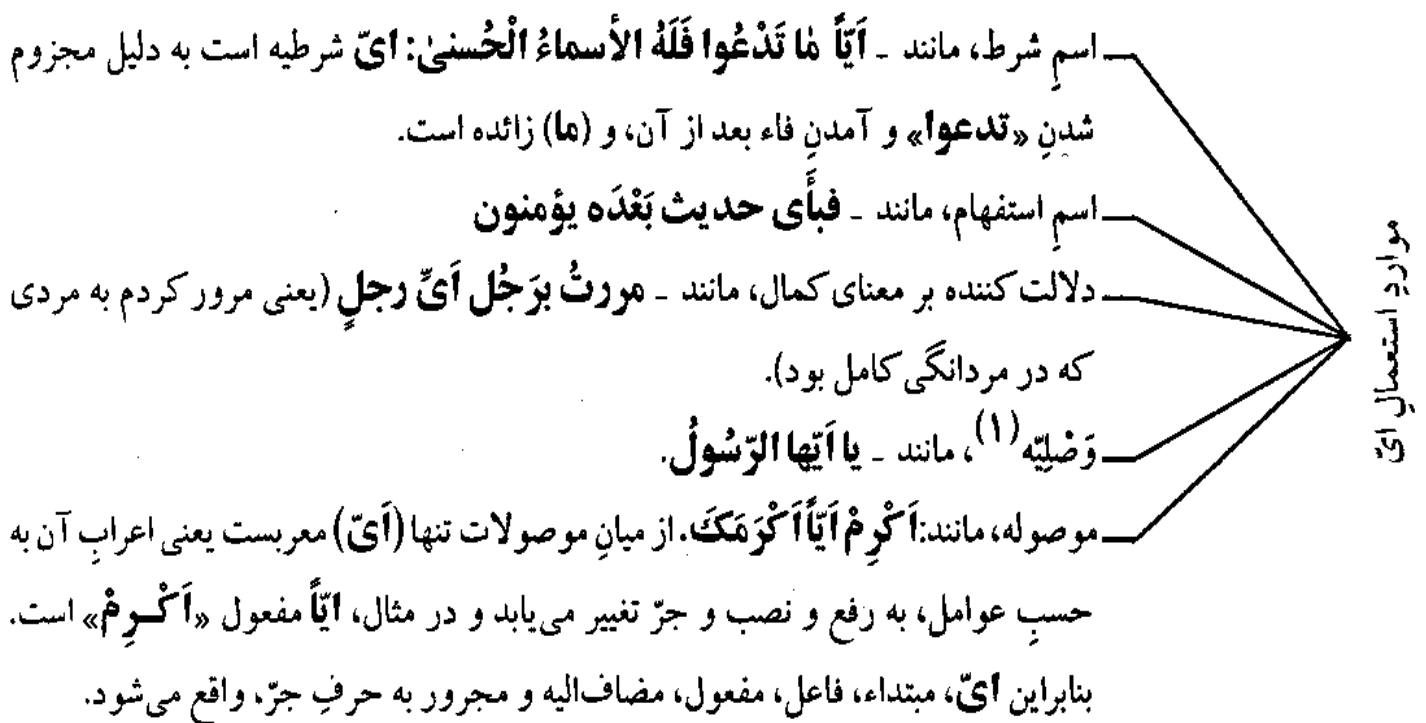 مواردِ استعمالِ ایّ
اسمِ شرط، مانند - اَیّاً مٰا تَدْعُوا فَلَهُ الأسماءُ الْحُسنىٰ: ایّ شرطیه است به دلیل مجزوم
شدنِ «تدعوا» و آمدنِ فاء بعد از آن، و (ما) زائده است.
اسمِ استفهام، مانند - فبأَی حدیث بَعْدَه یؤمنون
دلالت کننده بر معنای کمال، مانند - مررتُ برَجُل اَیِّ رجلٍ (یعنی مرور کردم به مردی
که در مردانگی کامل بود).
وَصْلِیّه (۱)، مانند - یا اَیّها الرّسُولُ.
موصوله، مانند: اَکْرِمْ اَیّاً اَکْرَمَکَ. از میانِ موصولات تنها (اَیّ) معربست یعنی اعرابِ آن به
حسبِ عوامل، به رفع و نصب و جرّ تغییر می‌یابد و در مثال، ایّاً مفعول «اَکْرِمْ» است.
بنابراین ایّ، مبتداء، فاعل، مفعول، مضاف‌الیه و مجرور به حرفِ جرّ، واقع می‌شود.